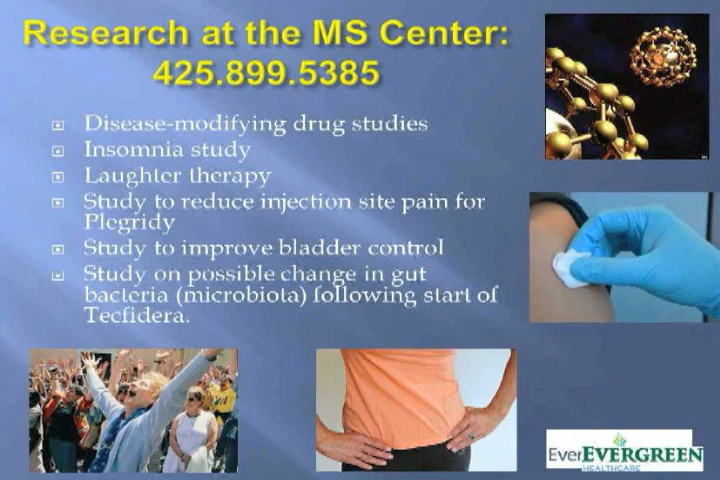 Research at the MS Center:
425.899.5385
Disease-modifying drug studies
Insomnia study
Laughter therapy
Study to reduce injection site pain for
Plegridy
Study to improve bladder control
Study on possible change in gut
bacteria (microbiota) following start of
Tecfidera.
EverEVERGREEN
HEALTHCARE